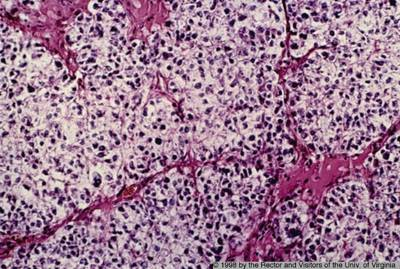 © 1998 by the Rector and Visitors of the Univ. of Virginia